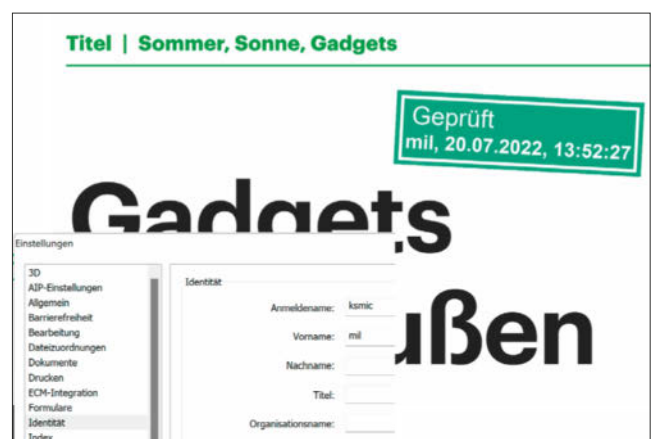 Titel | Sommer, Sonne, Gadgets
Geprüft
mil, 20.07.2022, 13:52:27
Gadgets
ußen
Einstellungen
3D
AIP-Einstellungen
Allgemein
Barrierefreiheit
Bearbeitung
Dateizuordnungen
Dokumente
Drucken
ECM-Integration
Formulare
Identität
Index
Identität
Anmeldename: ksmic
Vorname: mil
Nachname:
Titel:
Organisationsname: